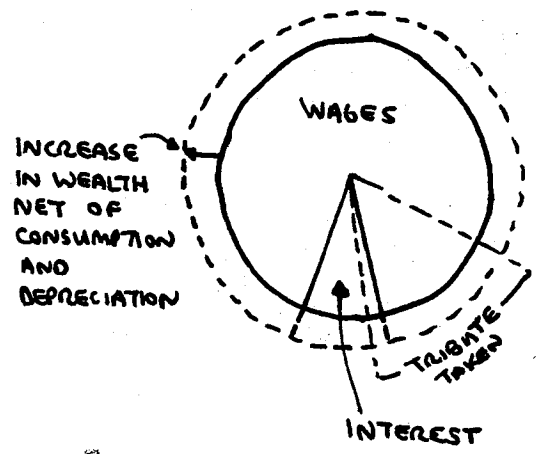 WAGES
INCREASE
IN WEALTH
NET OF
CONSUMPTION
AND
DEPRECIATION
TRIBUTE
TAKEN
INTEREST